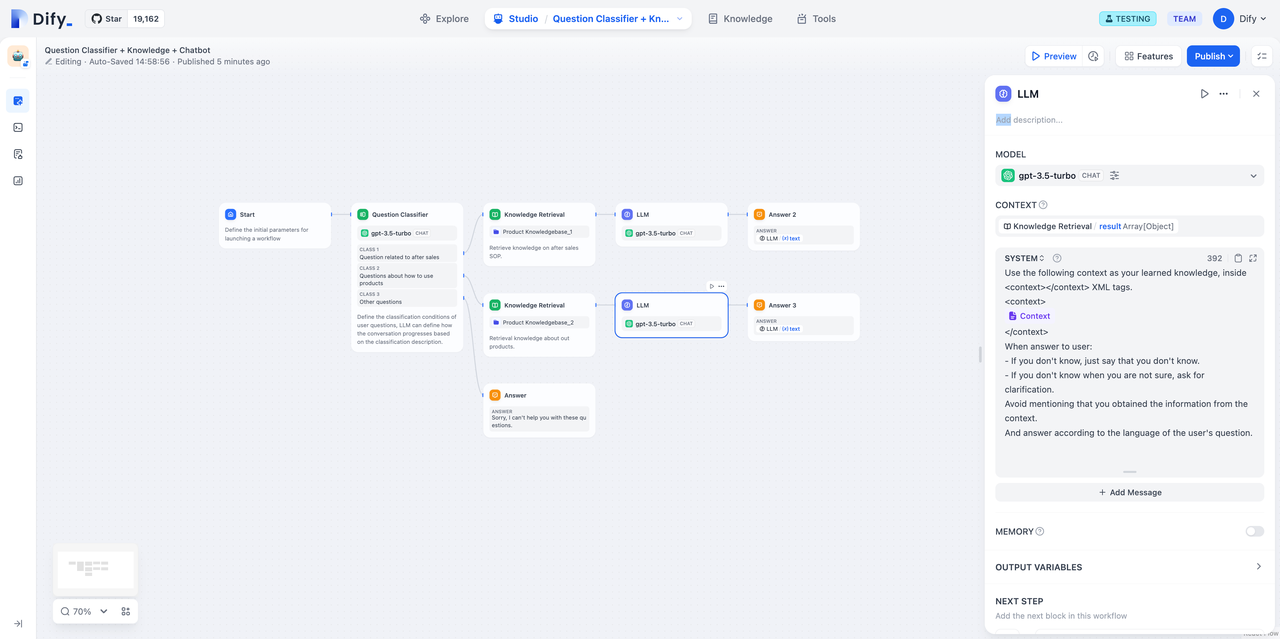 Dify_
Star 19,162
Explore
Studio / Question Classifier + Kn...
Knowledge
Tools
TESTING
TEAM
D
Dify
Question Classifier + Knowledge + Chatbot
Editing · Auto-Saved 14:58:56 · Published 5 minutes ago
Preview
Features
Publish
Start
Define the initial parameters for
launching a workflow
Question Classifier
gpt-3.5-turbo CHAT
CLASS 1
Question related to after sales
CLASS 2
Questions about how to use
products
CLASS 3
Other questions
Define the classification conditions of
user questions, LLM can define how
the conversation progresses based
on the classification description.
Knowledge Retrieval
Product Knowledgebase_1
Retrieve knowledge on after sales
SOP.
LLM
gpt-3.5-turbo CHAT
Answer 2
ANSWER
LLM / {x} text
Knowledge Retrieval
Product Knowledgebase_2
Retrieval knowledge about out
products.
LLM
gpt-3.5-turbo CHAT
Answer 3
ANSWER
LLM / {x} text
Answer
ANSWER
Sorry, I can't help you with these qu
estions.
70%
LLM
Add description...
MODEL
gpt-3.5-turbo CHAT
CONTEXT
Knowledge Retrieval / result Array[Object]
SYSTEM 392
Use the following context as your learned knowledge, inside
<context></context> XML tags.
<context>
Context
</context>
When answer to user:
- If you don't know, just say that you don't know.
- If you don't know when you are not sure, ask for
clarification.
Avoid mentioning that you obtained the information from the
context.
And answer according to the language of the user's question.
+ Add Message
MEMORY
OUTPUT VARIABLES
NEXT STEP
Add the next block in this workflow